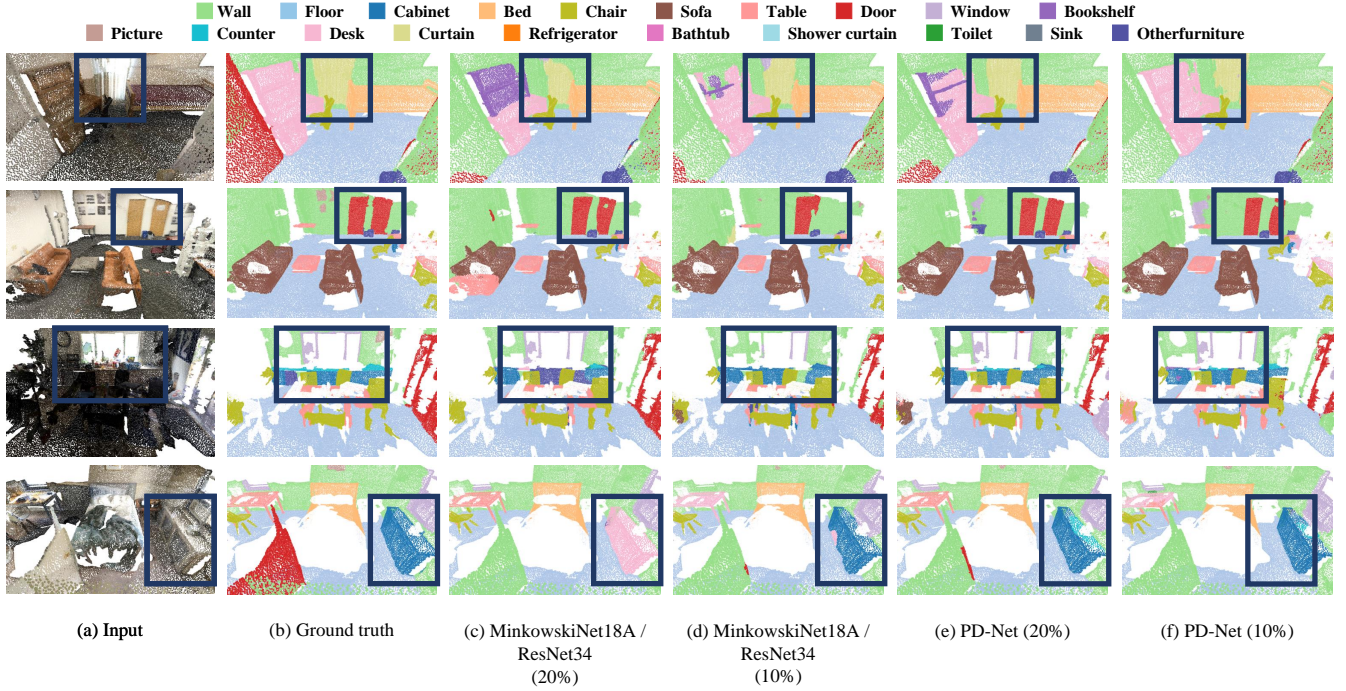 Wall Floor Cabinet Bed Chair Sofa Table Door Window Bookshelf
Picture Counter Desk Curtain Refrigerator Bathtub Shower curtain Toilet Sink Otherfurniture
(a) Input
(b) Ground truth
(c) MinkowskiNet18A /
ResNet34
(20%)
(d) MinkowskiNet18A /
ResNet34
(10%)
(e) PD-Net (20%)
(f) PD-Net (10%)